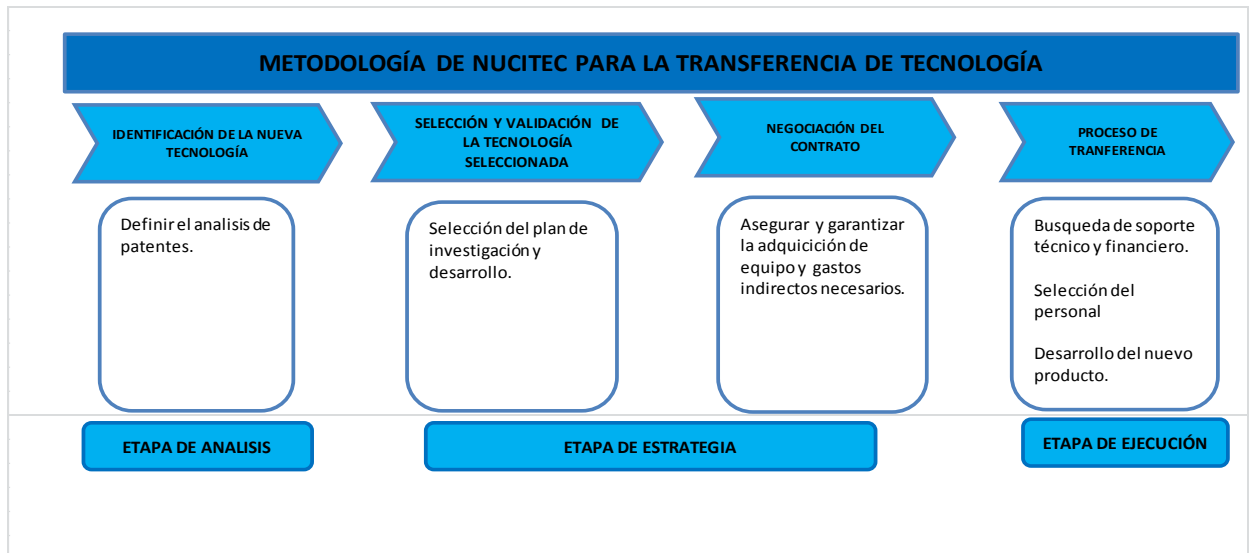 METODOLOGÍA DE NUCITEC PARA LA TRANSFERENCIA DE TECNOLOGÍA
IDENTIFICACIÓN DE LA NUEVA
TECNOLOGÍA
SELECCIÓN Y VALIDACIÓN DE
LA TECNOLOGÍA
SELECCIONADA
NEGOCIACIÓN DEL
CONTRATO
PROCESO DE
TRANFERENCIA
Definir el analisis de
patentes.
Selección del plan de
investigación y
desarrollo.
Asegurar y garantizar
la adquicición de
equipo y gastos
indirectos necesarios.
Busqueda de soporte
técnico y financiero.
Selección del
personal
Desarrollo del nuevo
producto.
ETAPA DE ANALISIS
ETAPA DE ESTRATEGIA
ETAPA DE EJECUCIÓN